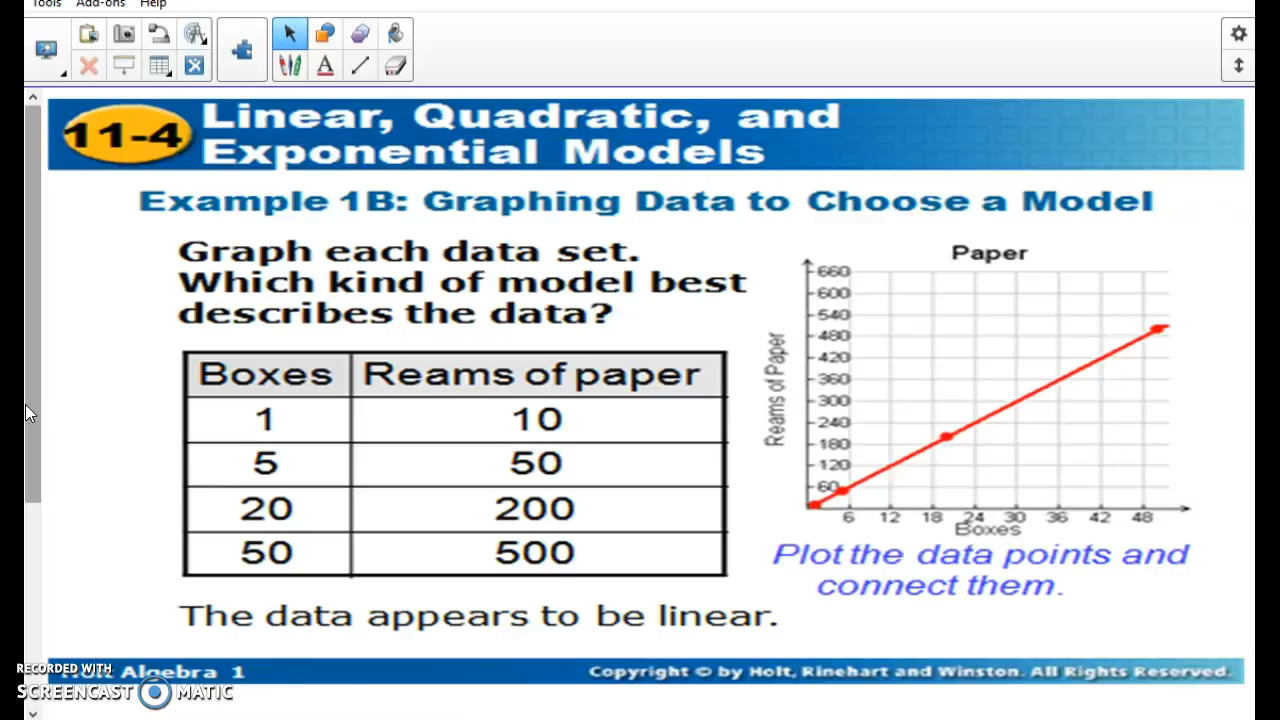 Tools Add-ons Help
11-4
Linear, Quadratic, and
Exponential Models
Example 1B: Graphing Data to Choose a Model
Graph each data set.
Which kind of model best
describes the data?
Boxes Reams of paper
1 10
5 50
20 200
50 500
The data appears to be linear.
Paper
Reams of Paper
660
600
540
480
420
360
300
240
180
120
60
6 12 18 24 30 36 42 48
Boxes
Plot the data points and
connect them.
RECORDED WITH
SCREENCAST MATIC
Algebra 1
Copyright © by Holt, Rinehart and Winston. All Rights Reserved.